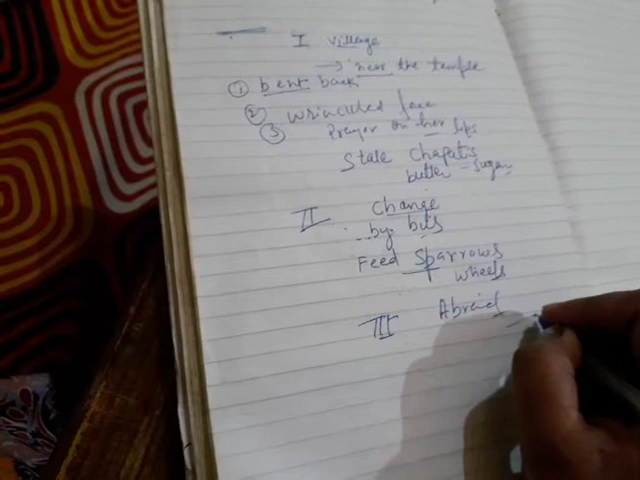 I village
→ near the temple
① bent back
② wrinkled face
③ Prayer on her lips
Stale Chapatis
butter - Sugar
II Change
by bus
Feed Sparrows
wheels
III Abroad